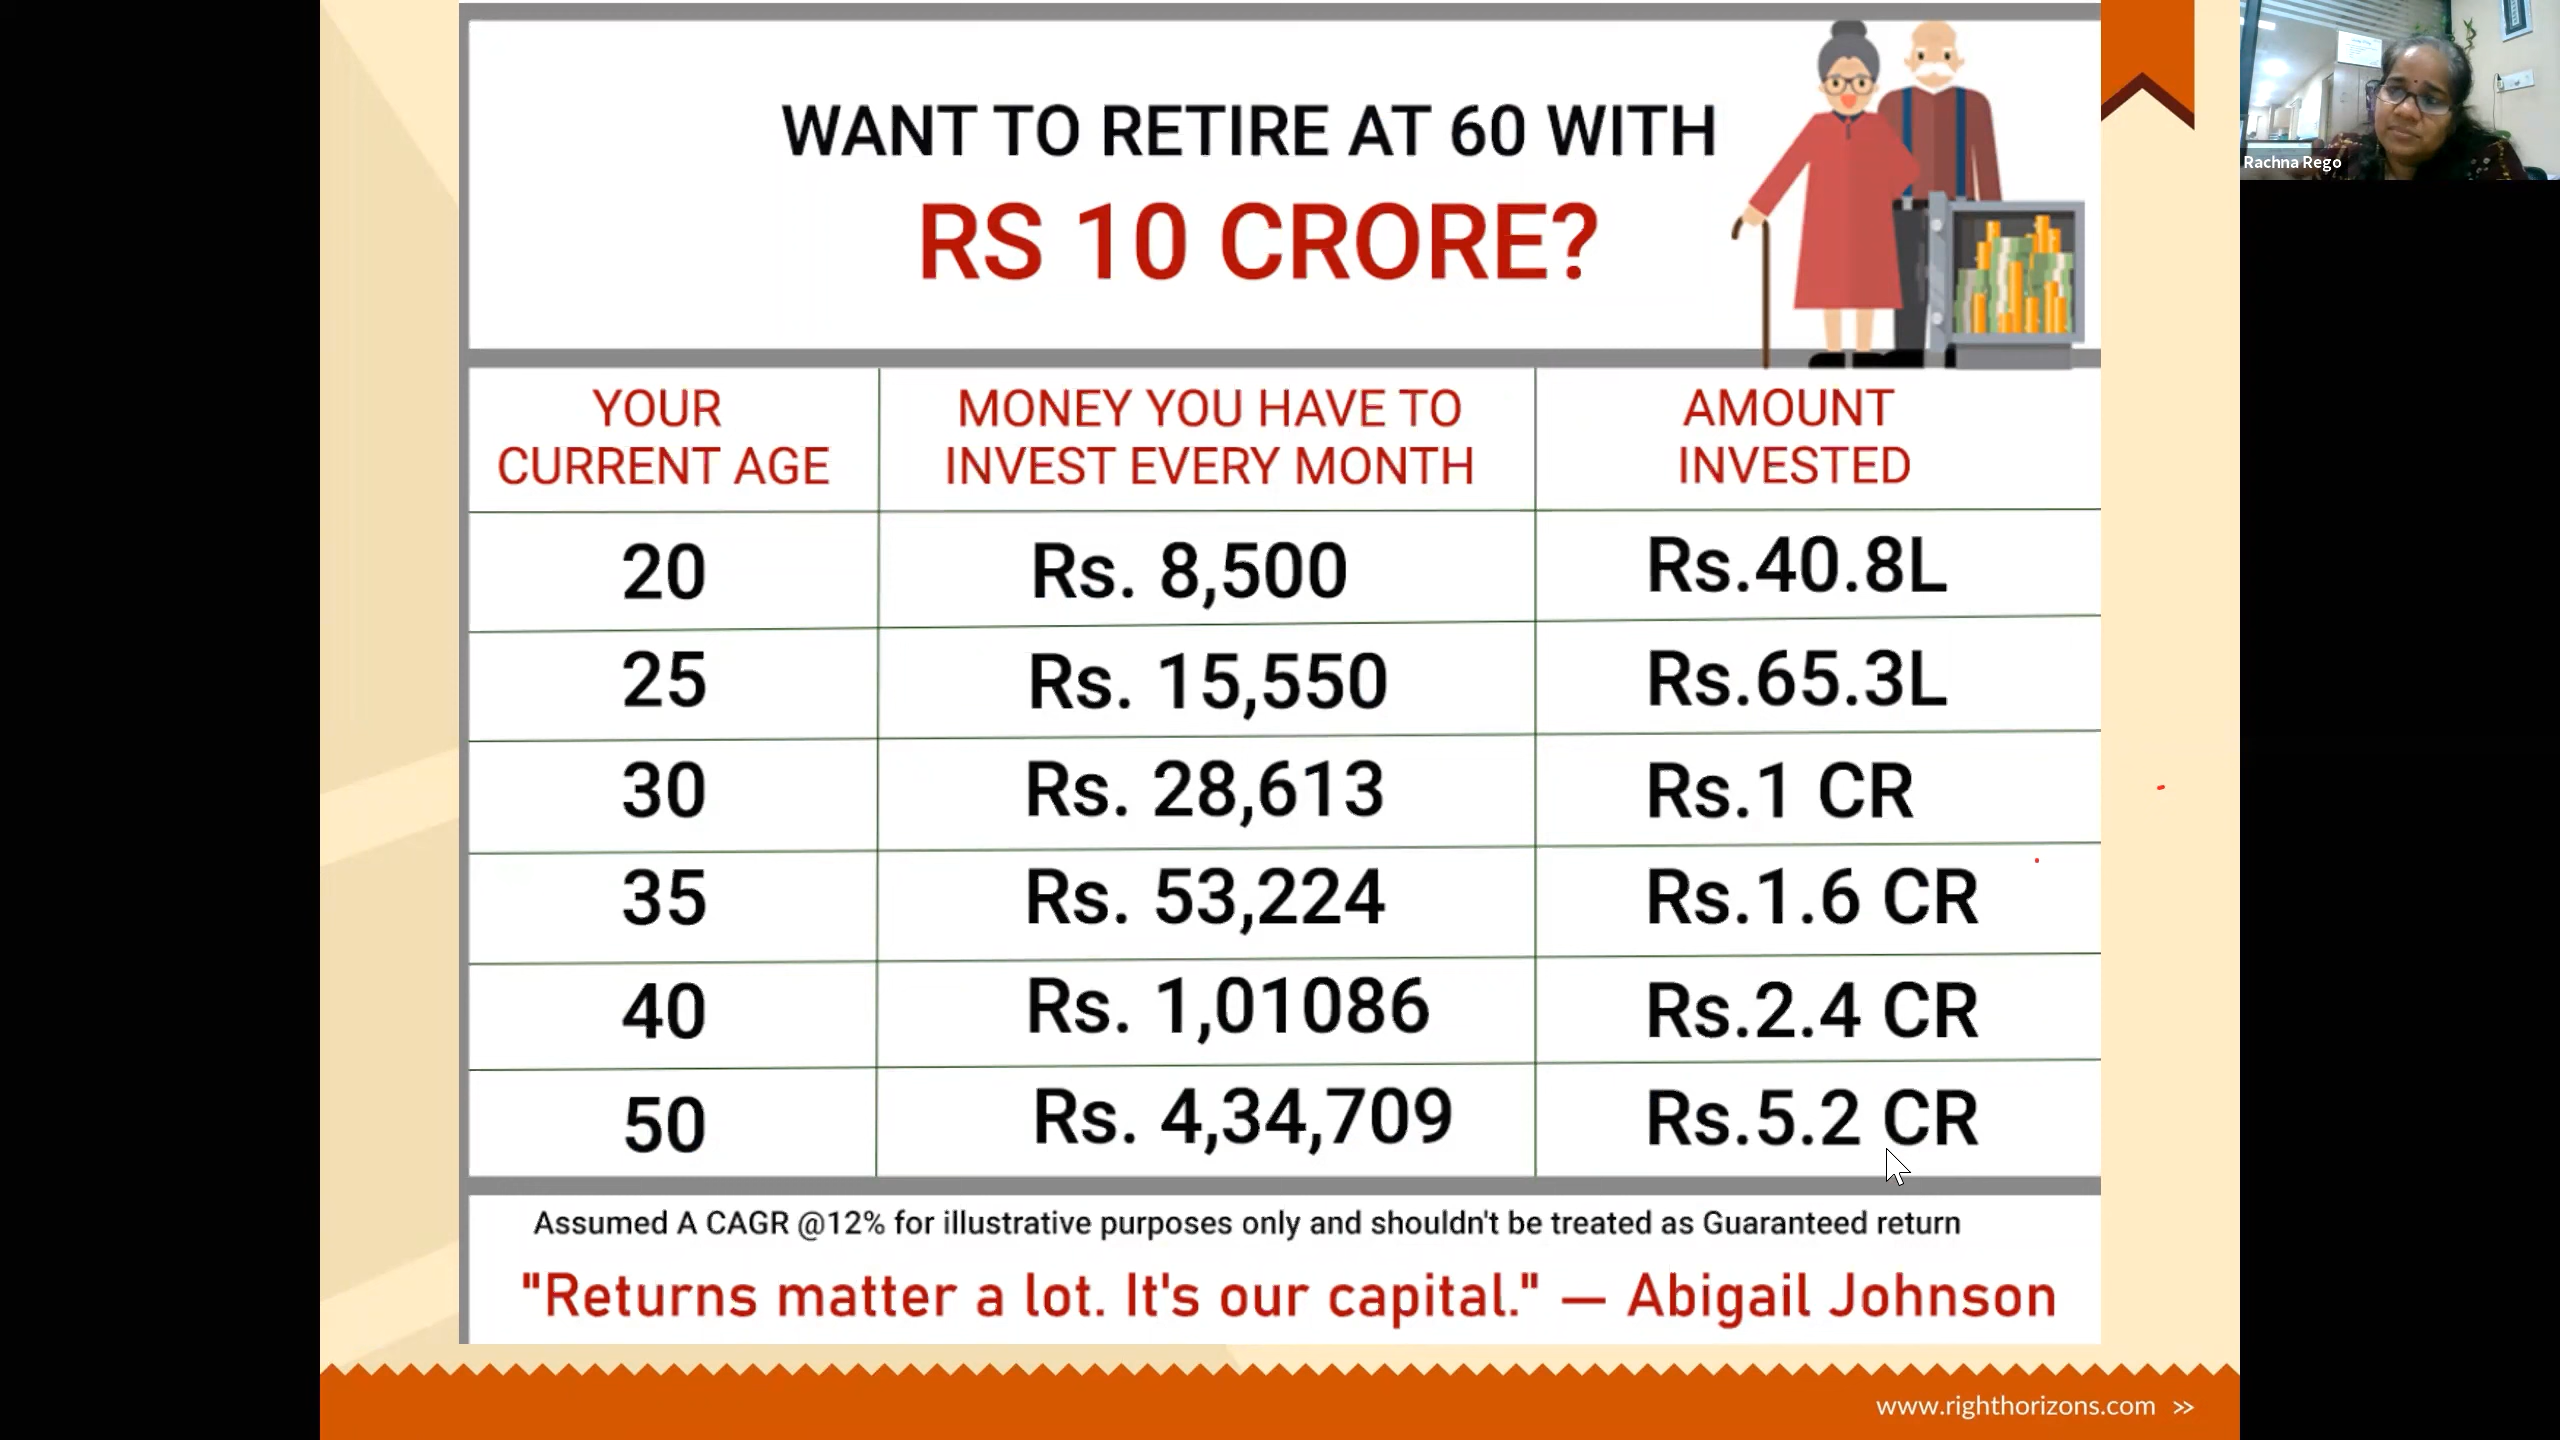 WANT TO RETIRE AT 60 WITH
RS 10 CRORE?
YOUR CURRENT AGE
MONEY YOU HAVE TO INVEST EVERY MONTH
AMOUNT INVESTED
20 Rs. 8,500 Rs.40.8L
25 Rs. 15,550 Rs.65.3L
30 Rs. 28,613 Rs.1 CR
35 Rs. 53,224 Rs.1.6 CR
40 Rs. 1,01086 Rs.2.4 CR
50 Rs. 4,34,709 Rs.5.2 CR
Assumed A CAGR @12% for illustrative purposes only and shouldn't be treated as Guaranteed return
"Returns matter a lot. It's our capital." — Abigail Johnson
www.righthorizons.com >>
Rachna Rego